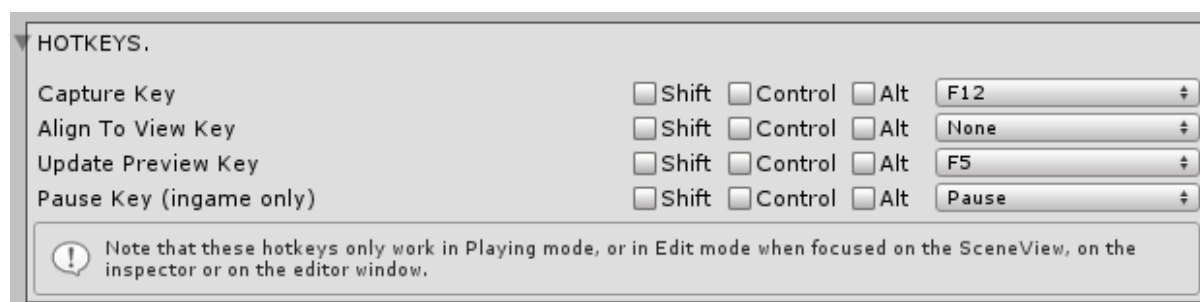 HOTKEYS.
Capture Key Shift Control Alt F12
Align To View Key Shift Control Alt None
Update Preview Key Shift Control Alt F5
Pause Key (ingame only) Shift Control Alt Pause
Note that these hotkeys only work in Playing mode, or in Edit mode when focused on the SceneView, on the
inspector or on the editor window.